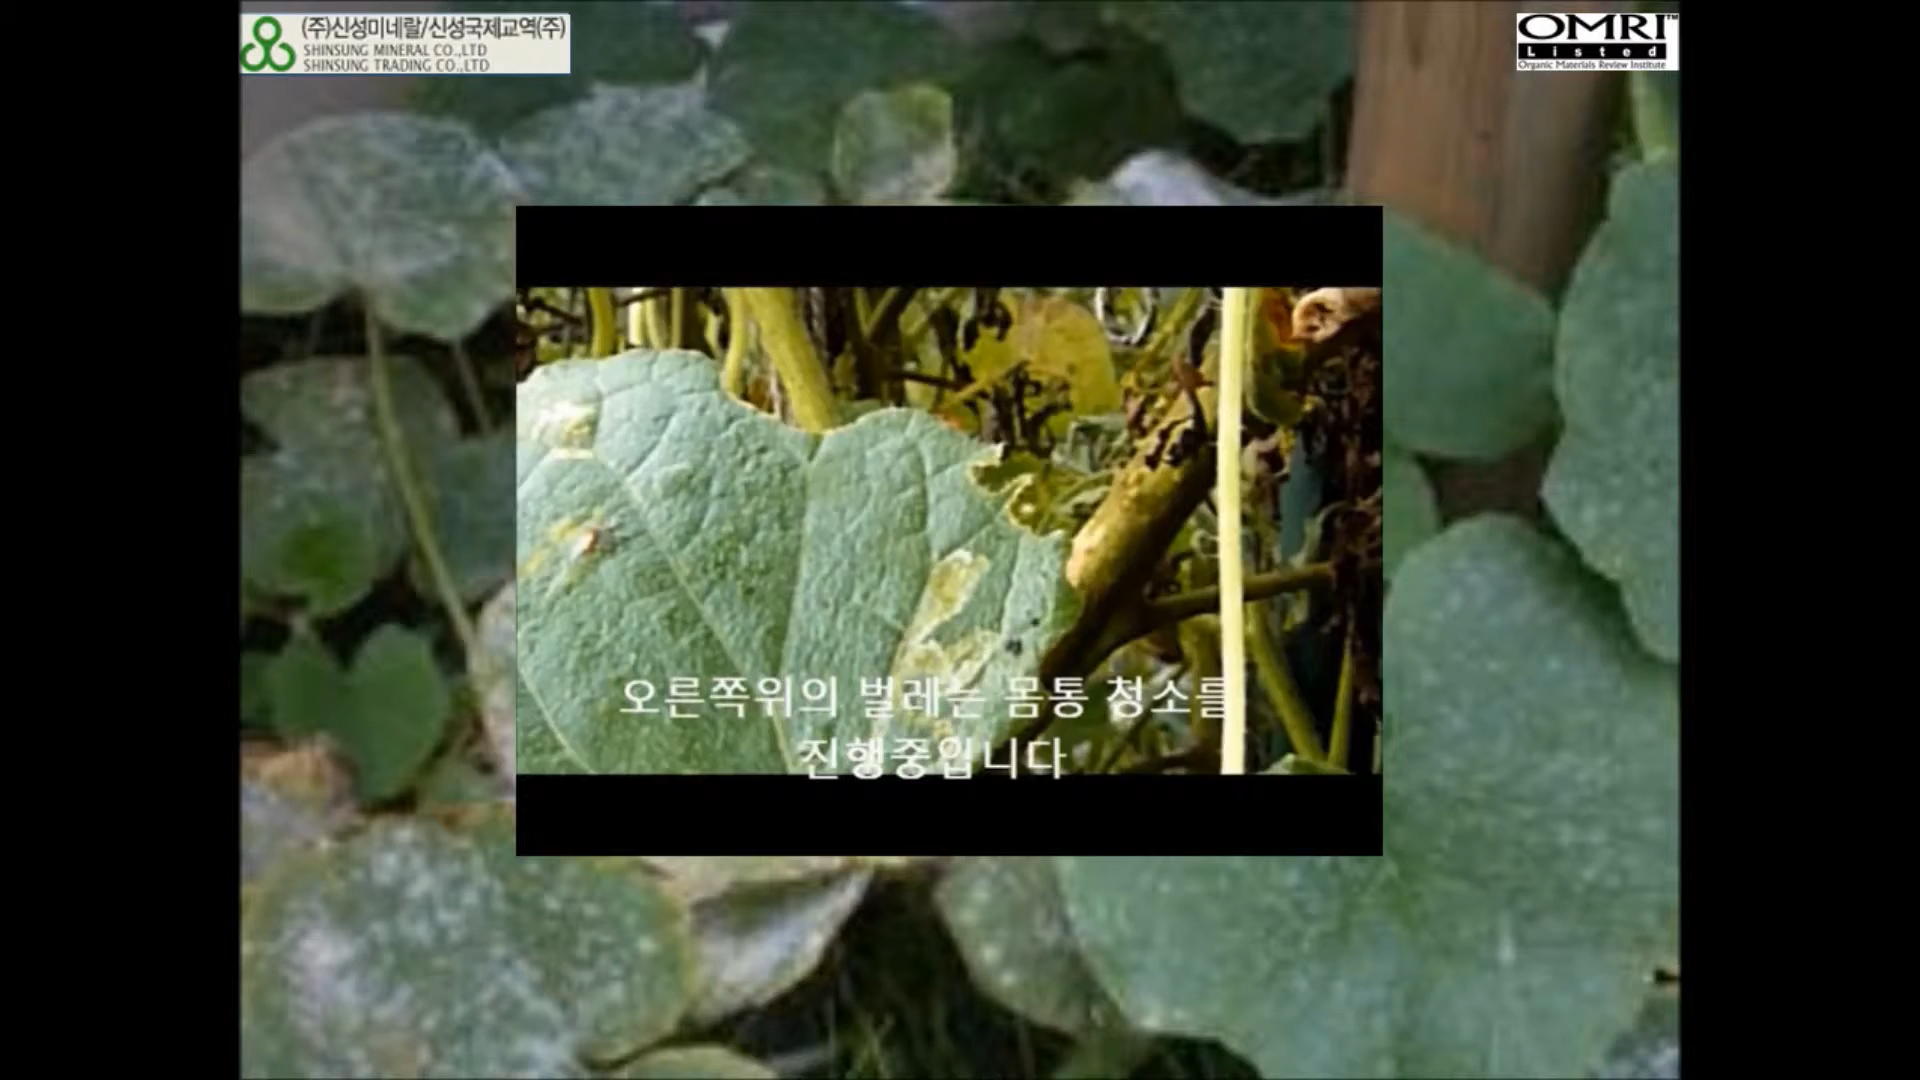 (주)신성미네랄/신성국제교역(주)
SHINSUNG MINERAL CO.,LTD
SHINSUNG TRADING CO.,LTD
OMRI™
Listed
Organic Materials Review Institute
오른쪽위의 벌레는 몸통 청소를
진행중입니다